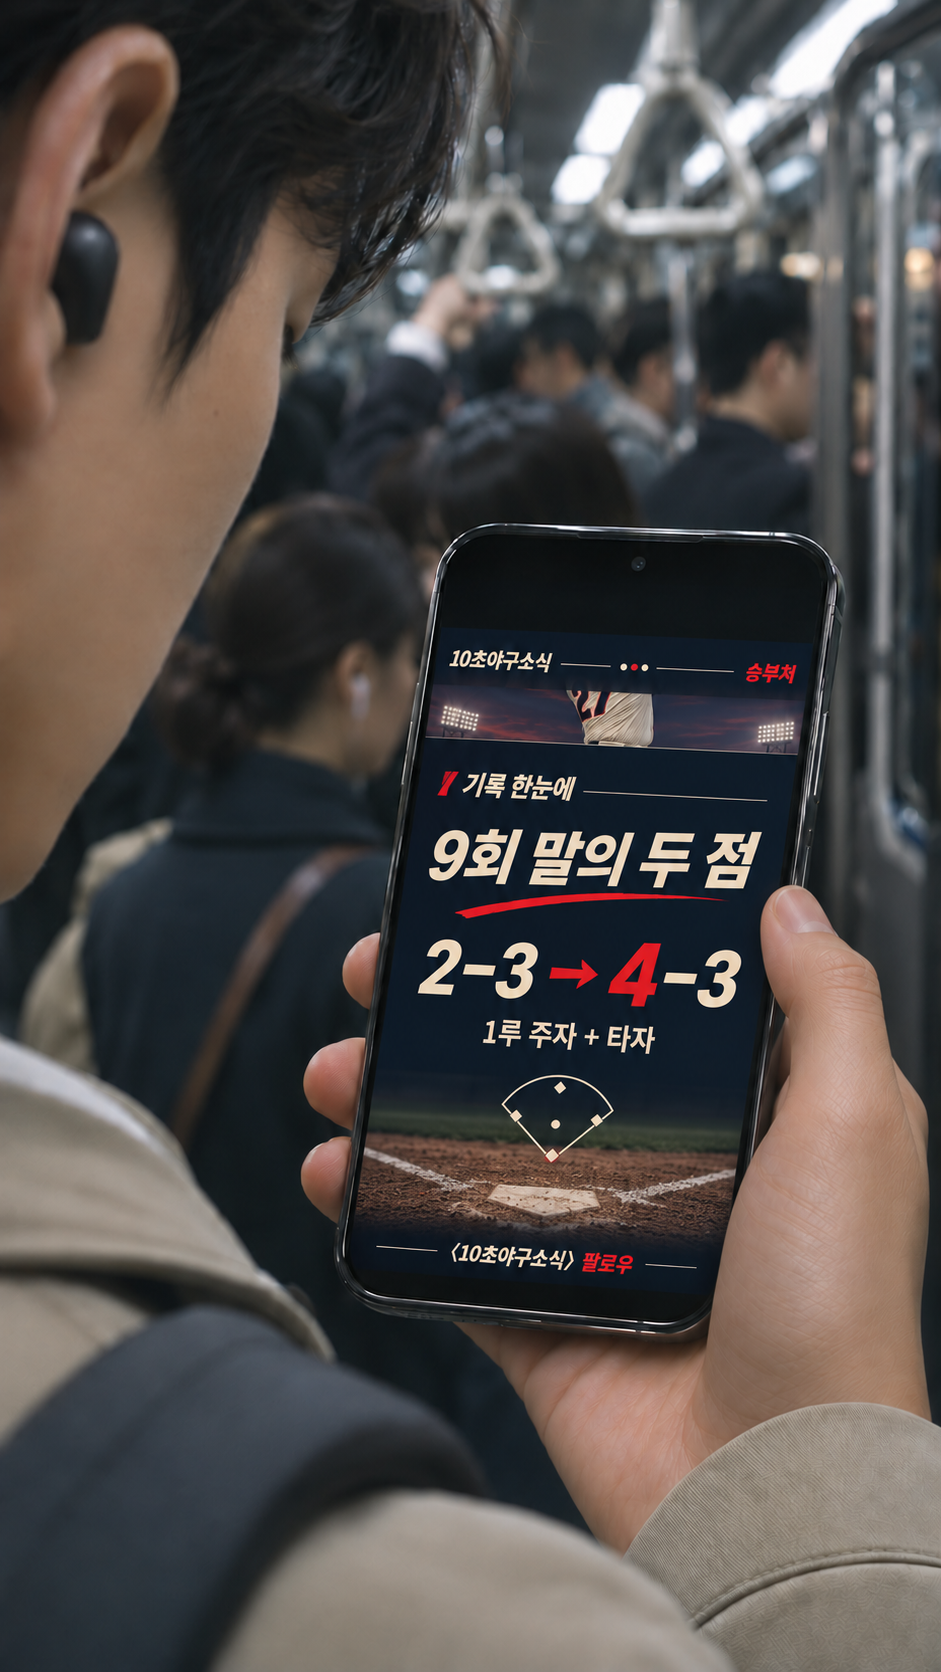 10초야구소식
승부처
27
기록 한눈에
9회 말의 두 점
2-3 → 4-3
1루 주자 + 타자
〈10초야구소식〉 팔로우